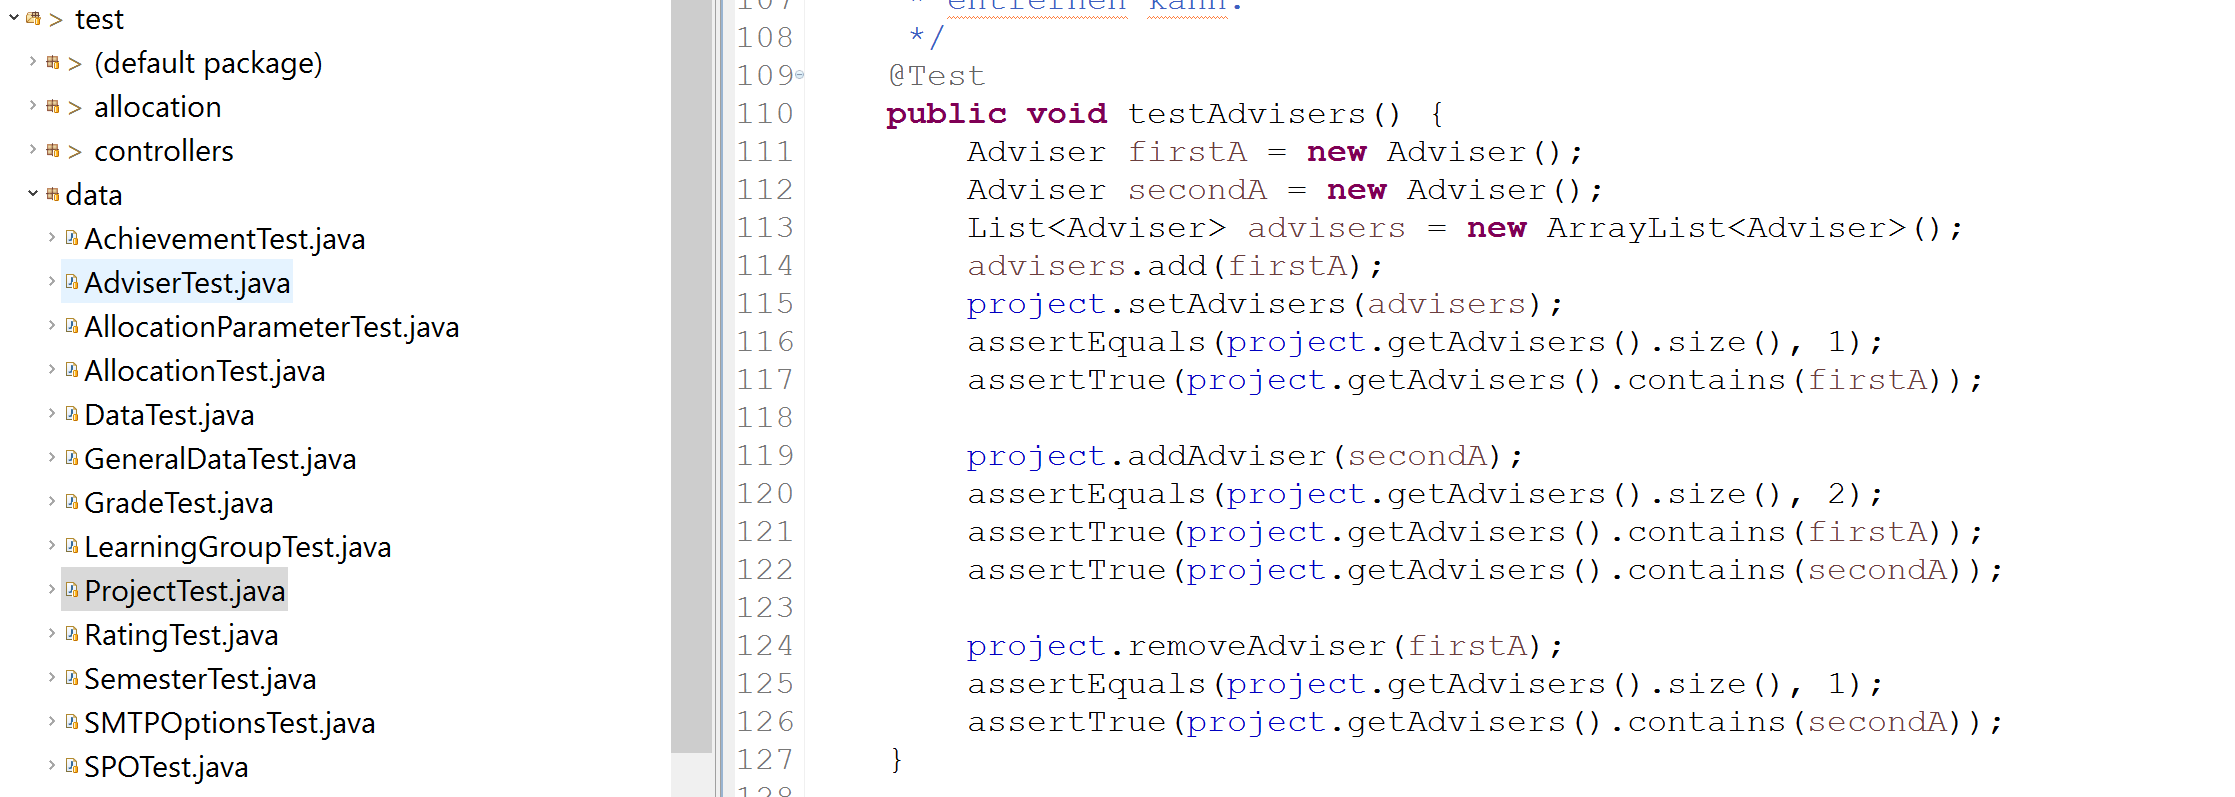 test
(default package)
allocation
controllers
data
AchievementTest.java
AdviserTest.java
AllocationParameterTest.java
AllocationTest.java
DataTest.java
GeneralDataTest.java
GradeTest.java
LearningGroupTest.java
ProjectTest.java
RatingTest.java
SemesterTest.java
SMTPOptionsTest.java
SPOTest.java
107 * entfernen kann.
108 */
109 @Test
110 public void testAdvisers() {
111 Adviser firstA = new Adviser();
112 Adviser secondA = new Adviser();
113 List<Adviser> advisers = new ArrayList<Adviser>();
114 advisers.add(firstA);
115 project.setAdvisers(advisers);
116 assertEquals(project.getAdvisers().size(), 1);
117 assertTrue(project.getAdvisers().contains(firstA));
118
119 project.addAdviser(secondA);
120 assertEquals(project.getAdvisers().size(), 2);
121 assertTrue(project.getAdvisers().contains(firstA));
122 assertTrue(project.getAdvisers().contains(secondA));
123
124 project.removeAdviser(firstA);
125 assertEquals(project.getAdvisers().size(), 1);
126 assertTrue(project.getAdvisers().contains(secondA));
127 }
128